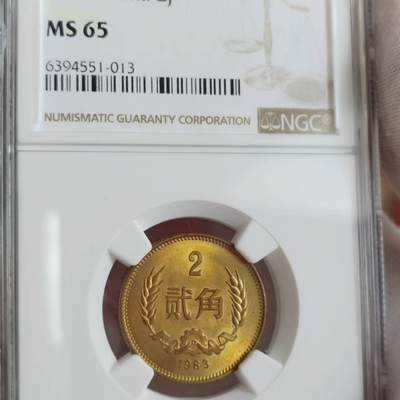 MS 65
6394551-013
NUMISMATIC GUARANTY CORPORATION NGC
2
贰角
1983